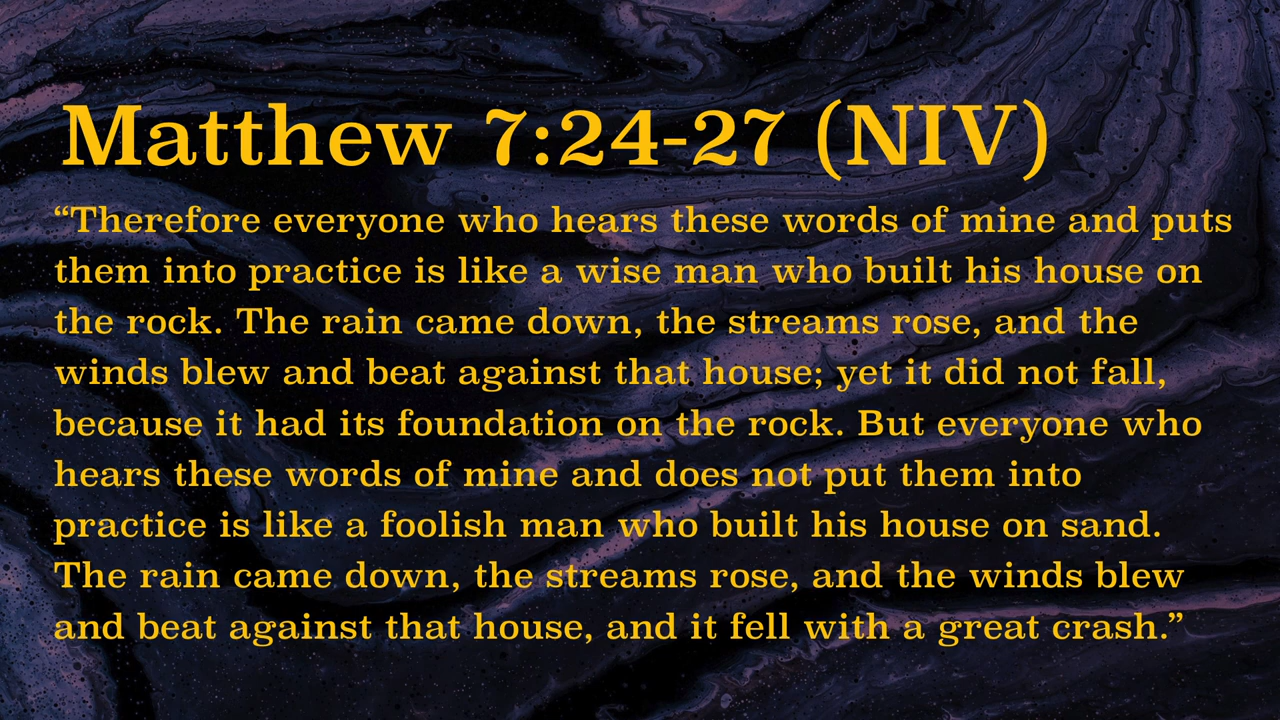 Matthew 7:24-27 (NIV)
“Therefore everyone who hears these words of mine and puts
them into practice is like a wise man who built his house on
the rock. The rain came down, the streams rose, and the
winds blew and beat against that house; yet it did not fall,
because it had its foundation on the rock. But everyone who
hears these words of mine and does not put them into
practice is like a foolish man who built his house on sand.
The rain came down, the streams rose, and the winds blew
and beat against that house, and it fell with a great crash.”